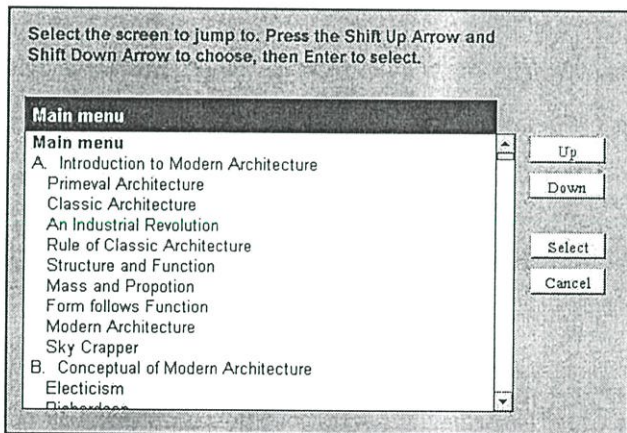 Select the screen to jump to. Press the Shift Up Arrow and
Shift Down Arrow to choose, then Enter to select.
Main menu
Main menu
A. Introduction to Modern Architecture
Primeval Architecture
Classic Architecture
An Industrial Revolution
Rule of Classic Architecture
Structure and Function
Mass and Propotion
Form follows Function
Modern Architecture
Sky Crapper
B. Conceptual of Modern Architecture
Electicism
Up
Down
Select
Cancel